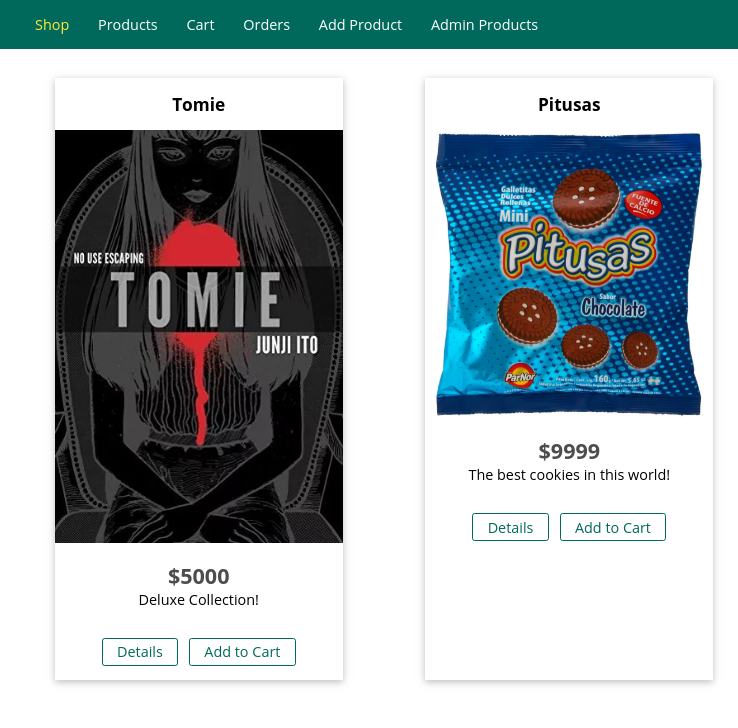 Shop Products Cart Orders Add Product Admin Products
Tomie
NO USE ESCAPING
TOMIE
JUNJI ITO
$5000
Deluxe Collection!
Details Add to Cart
Pitusas
Galletitas
Dulces
Rellenas
Mini
FUENTE
DE
CALCIO
Pitusas
Sabor
Chocolate
ParNor
160
$9999
The best cookies in this world!
Details Add to Cart